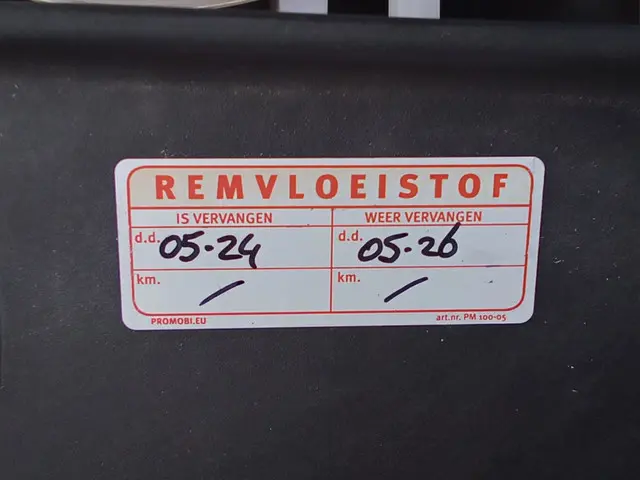 REMVLOEISTOF
IS VERVANGEN WEER VERVANGEN
d.d. 05-24 d.d. 05-26
km. / km. /
PROMOBI.EU art.nr. PM 100-05